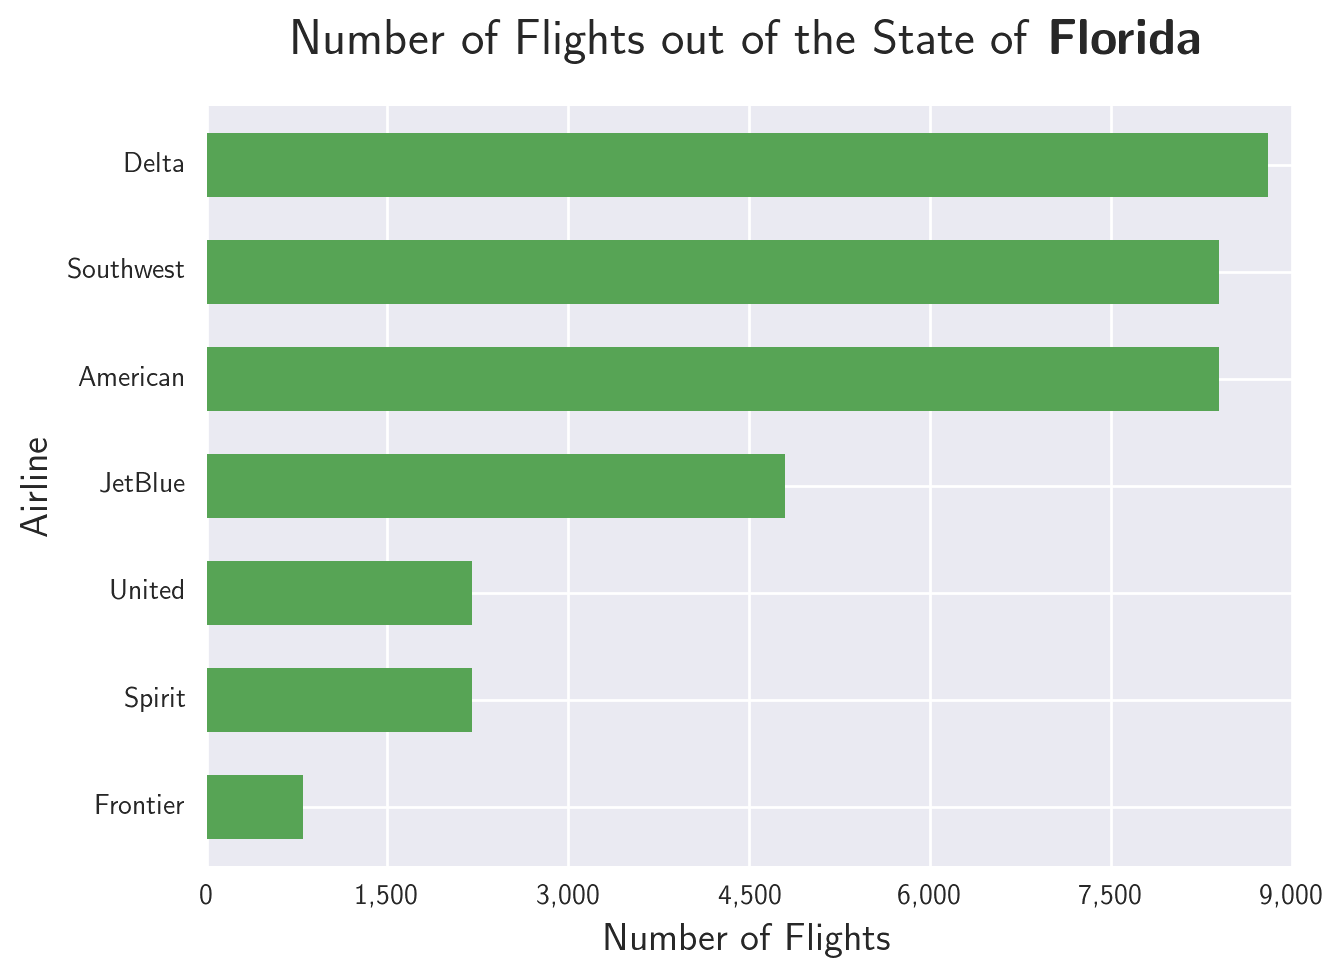 Number of Flights out of the State of Florida
Delta
Southwest
American
JetBlue
United
Spirit
Frontier
Airline
0 1,500 3,000 4,500 6,000 7,500 9,000
Number of Flights